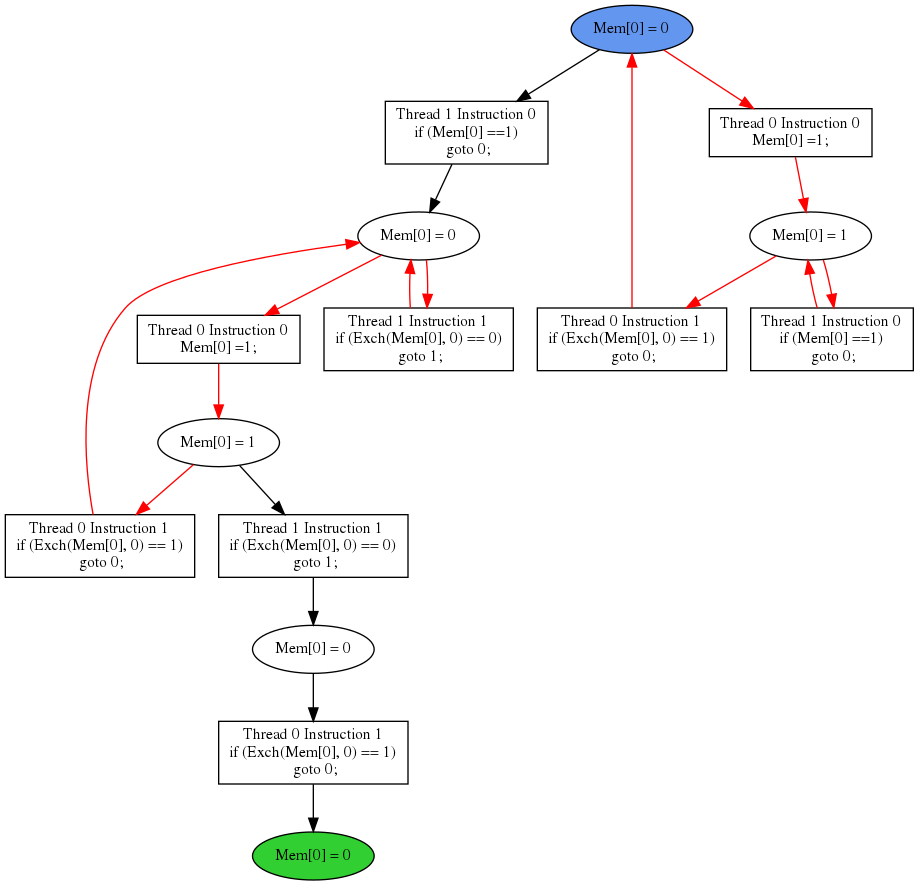 Mem[0] = 0
Thread 1 Instruction 0
if (Mem[0] ==1)
goto 0;
Thread 0 Instruction 0
Mem[0] =1;
Mem[0] = 0
Mem[0] = 1
Thread 0 Instruction 0
Mem[0] =1;
Thread 1 Instruction 1
if (Exch(Mem[0], 0) == 0)
goto 1;
Thread 0 Instruction 1
if (Exch(Mem[0], 0) == 1)
goto 0;
Thread 1 Instruction 0
if (Mem[0] ==1)
goto 0;
Mem[0] = 1
Thread 0 Instruction 1
if (Exch(Mem[0], 0) == 1)
goto 0;
Thread 1 Instruction 1
if (Exch(Mem[0], 0) == 0)
goto 1;
Mem[0] = 0
Thread 0 Instruction 1
if (Exch(Mem[0], 0) == 1)
goto 0;
Mem[0] = 0